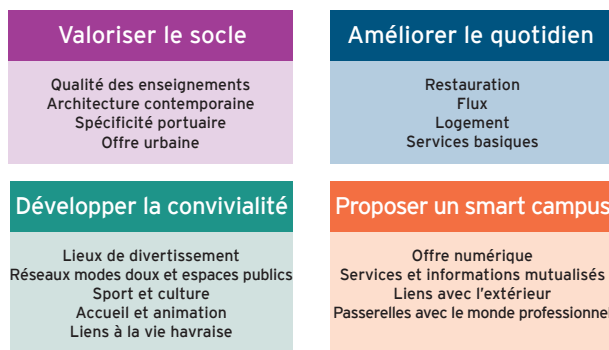 Valoriser le socle
Qualité des enseignements
Architecture contemporaine
Spécificité portuaire
Offre urbaine
Améliorer le quotidien
Restauration
Flux
Logement
Services basiques
Développer la convivialité
Lieux de divertissement
Réseaux modes doux et espaces publics
Sport et culture
Accueil et animation
Liens à la vie havraise
Proposer un smart campus
Offre numérique
Services et informations mutualisés
Liens avec l'extérieur
Passerelles avec le monde professionnel